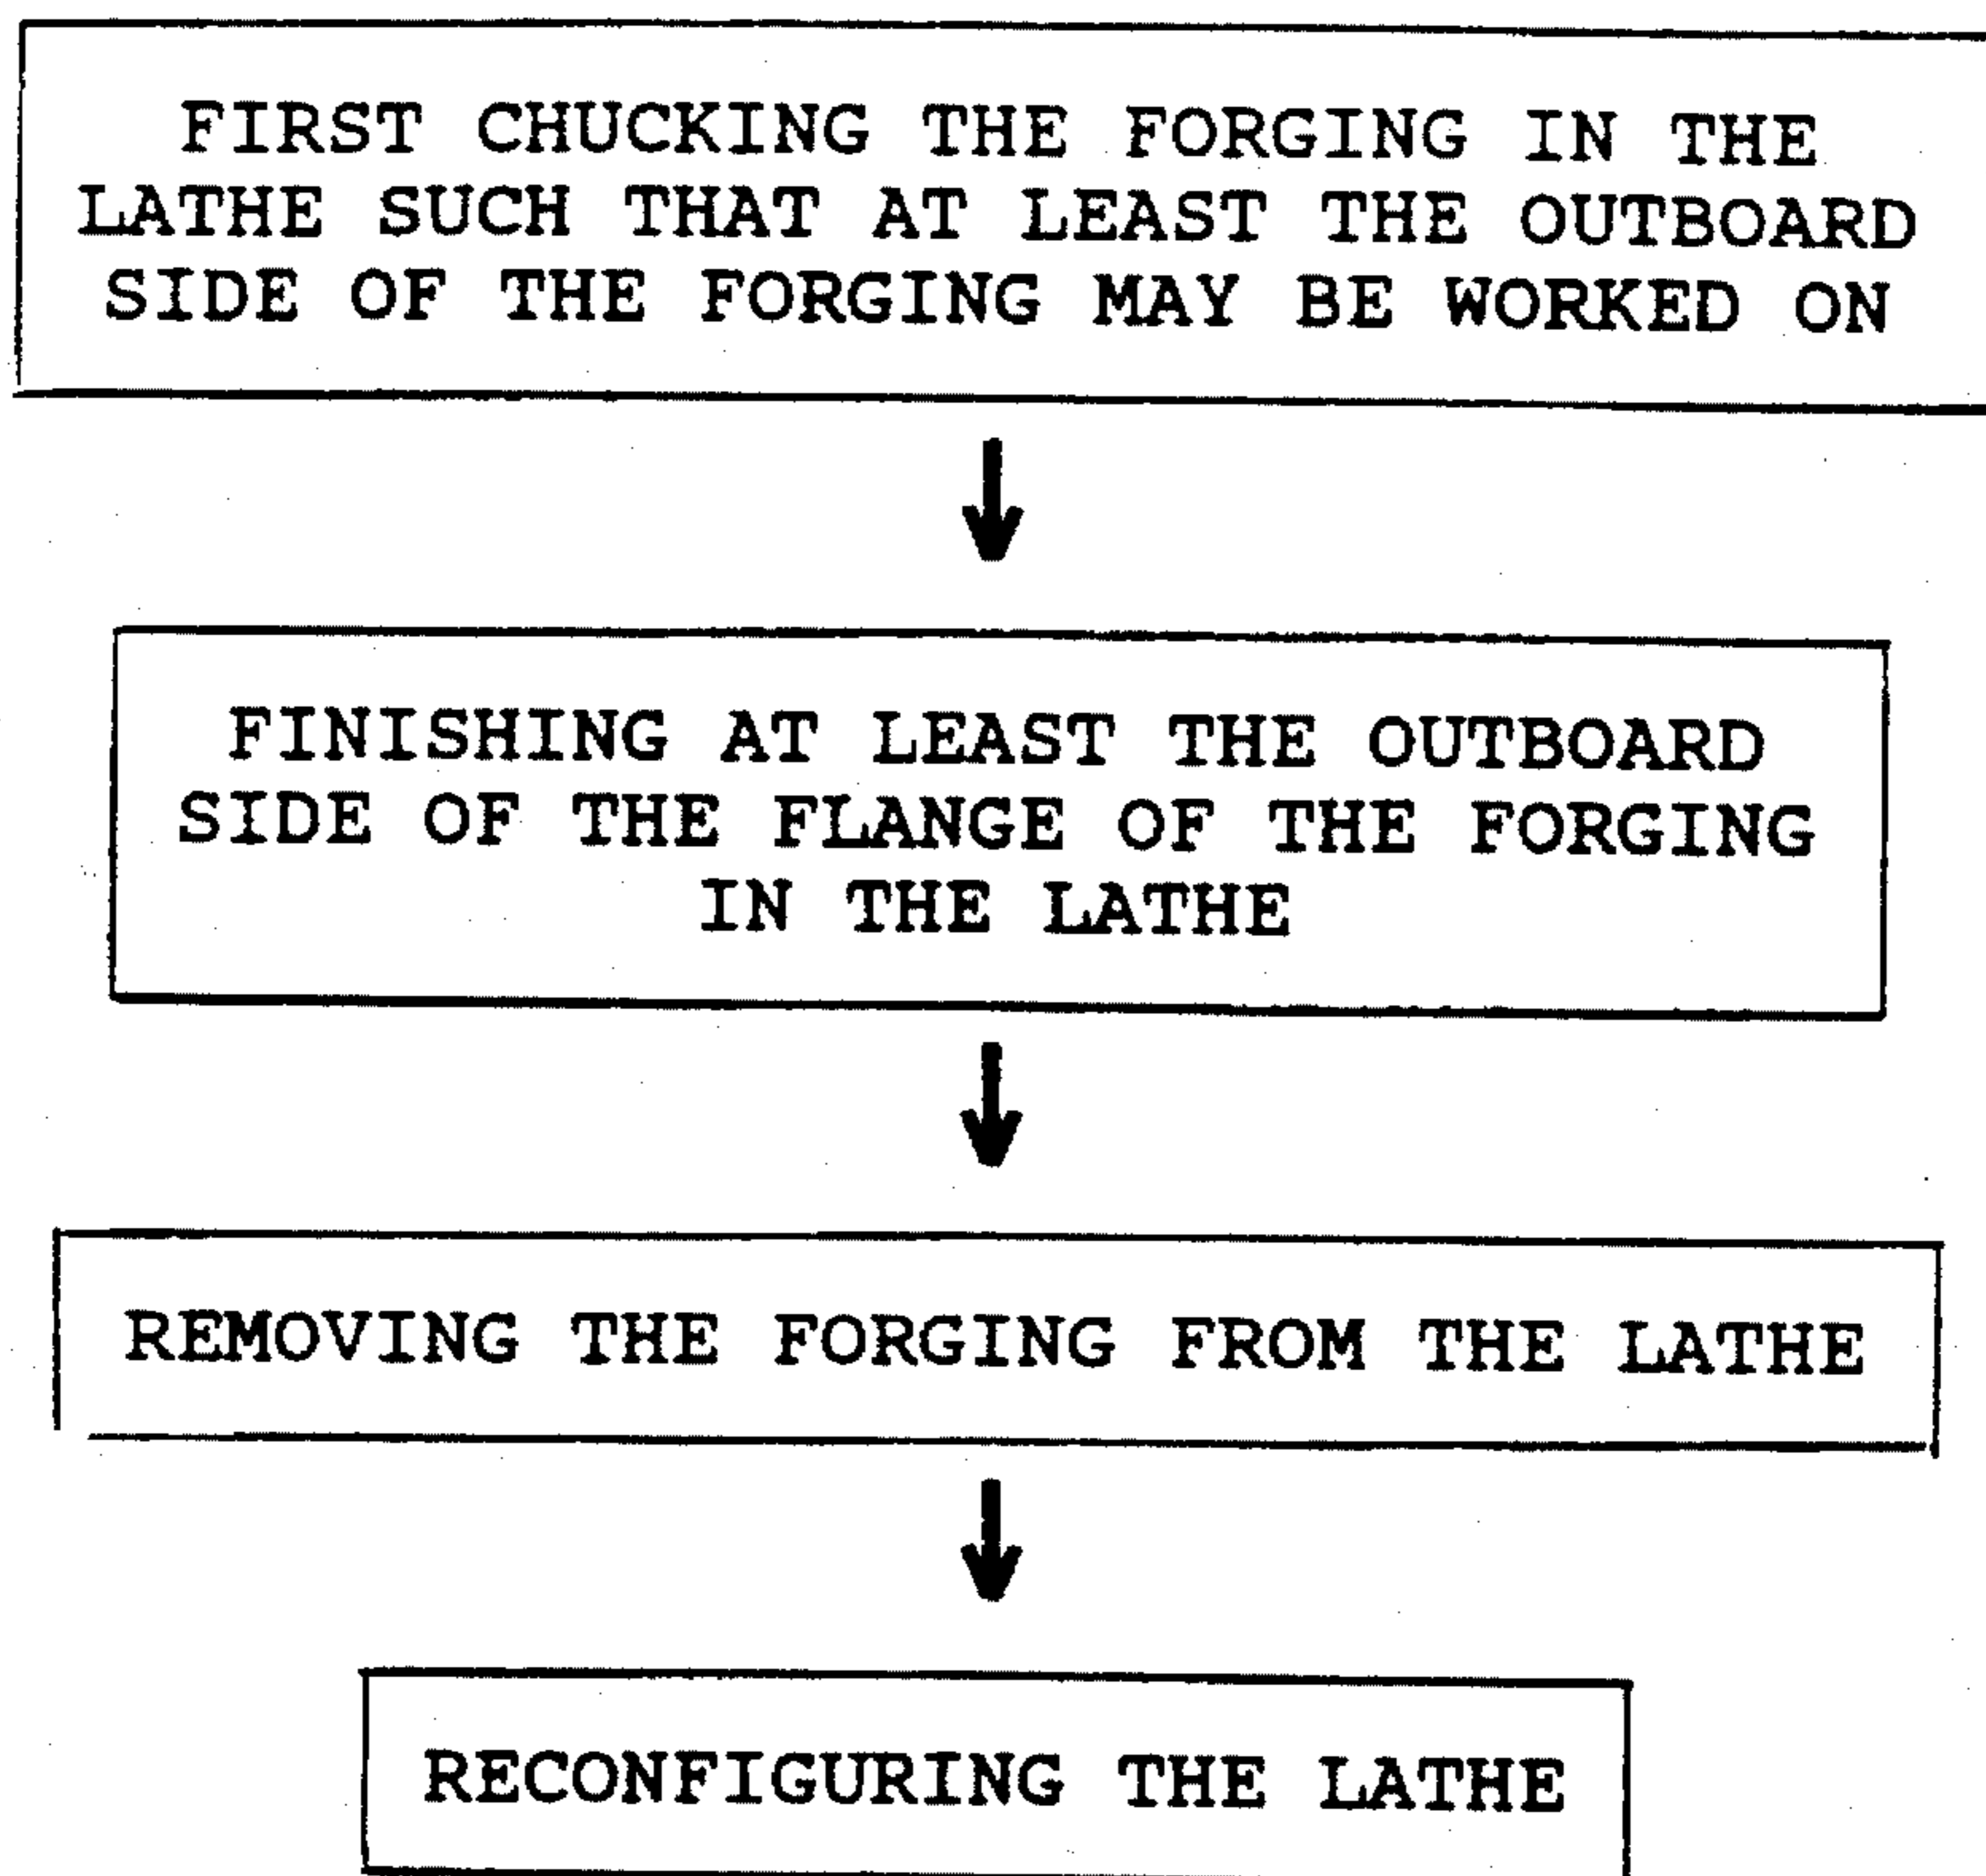 FIRST CHUCKING THE FORGING IN THE
LATHE SUCH THAT AT LEAST THE OUTBOARD
SIDE OF THE FORGING MAY BE WORKED ON
FINISHING AT LEAST THE OUTBOARD
SIDE OF THE FLANGE OF THE FORGING
IN THE LATHE
REMOVING THE FORGING FROM THE LATHE
RECONFIGURING THE LATHE